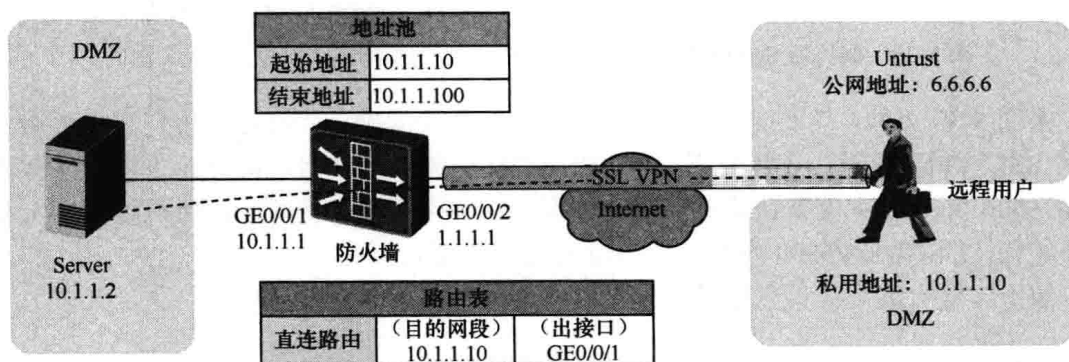 地址池
起始地址 10.1.1.10
结束地址 10.1.1.100
DMZ
Untrust
公网地址：6.6.6.6
SSL VPN
Internet
远程用户
GE0/0/1
10.1.1.1
GE0/0/2
1.1.1.1
防火墙
Server
10.1.1.2
私用地址：10.1.1.10
DMZ
路由表
直连路由
（目的网段）
10.1.1.10
（出接口）
GE0/0/1